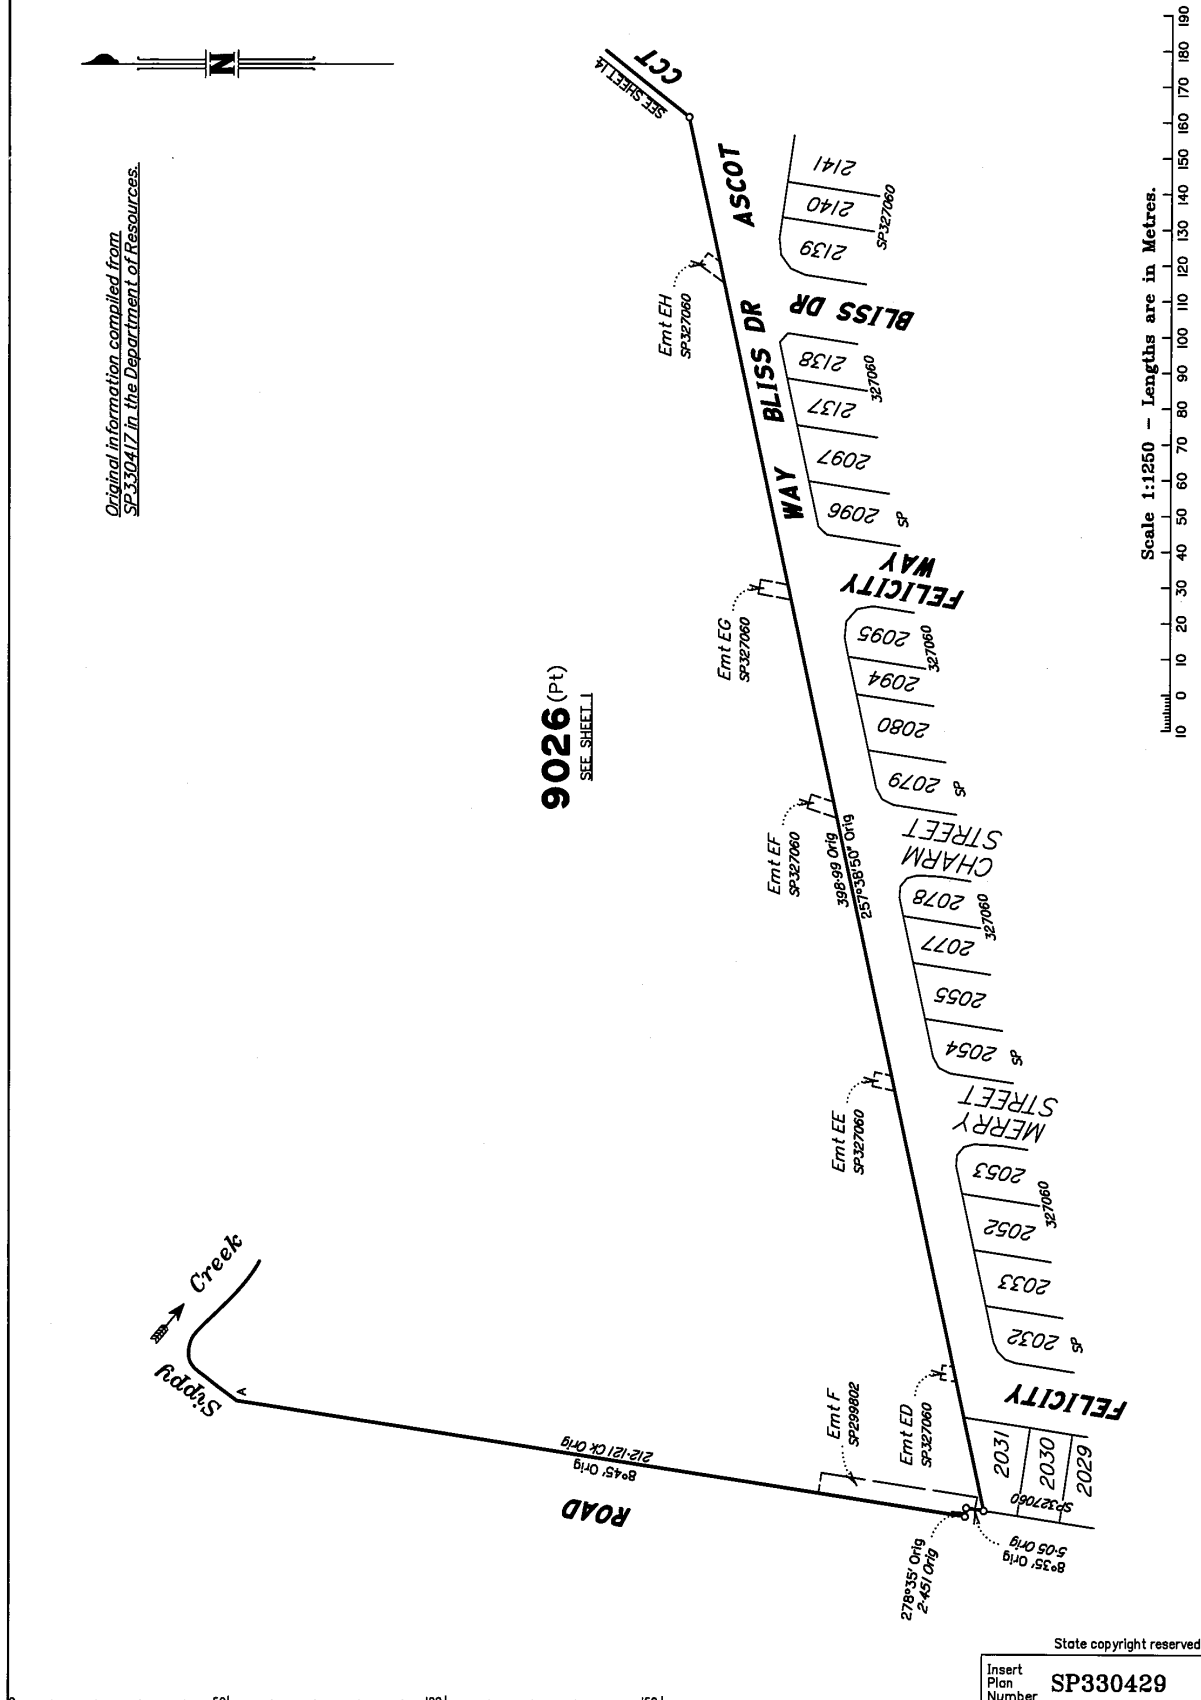 N
Original information compiled from
SP330417 in the Department of Resources.
CCT
SEE SHEET 14
ASCOT
BLISS DR
WAY
2141
2140
2139
SP327060
Emt EH
SP327060
BLISS DR
2138
2137
2097
2096
327060
SP
FELICITY
WAY
Emt EG
SP327060
9026 (Pt)
SEE SHEET 1
2095
2094
2080
2079
327060
SP
Emt EF
SP327060
398·99 Orig
257°38'50" Orig
CHARM
STREET
2078
2077
2055
2054
327060
SP
Emt EE
SP327060
MERRY
STREET
2053
2052
2033
2032
327060
SP
Sippy
Creek
A
212·121 Ck Orig
8°45' Orig
ROAD
Emt F
SP299802
Emt ED
SP327060
FELICITY
2031
2030
2029
SP327060
278°35' Orig
2·451 Orig
8°35' Orig
5·05 Orig
Scale 1:1250 – Lengths are in Metres.
10 0 10 20 30 40 50 60 70 80 90 100 110 120 130 140 150 160 170 180 190
State copyright reserved
Insert
Plan
Number
SP330429